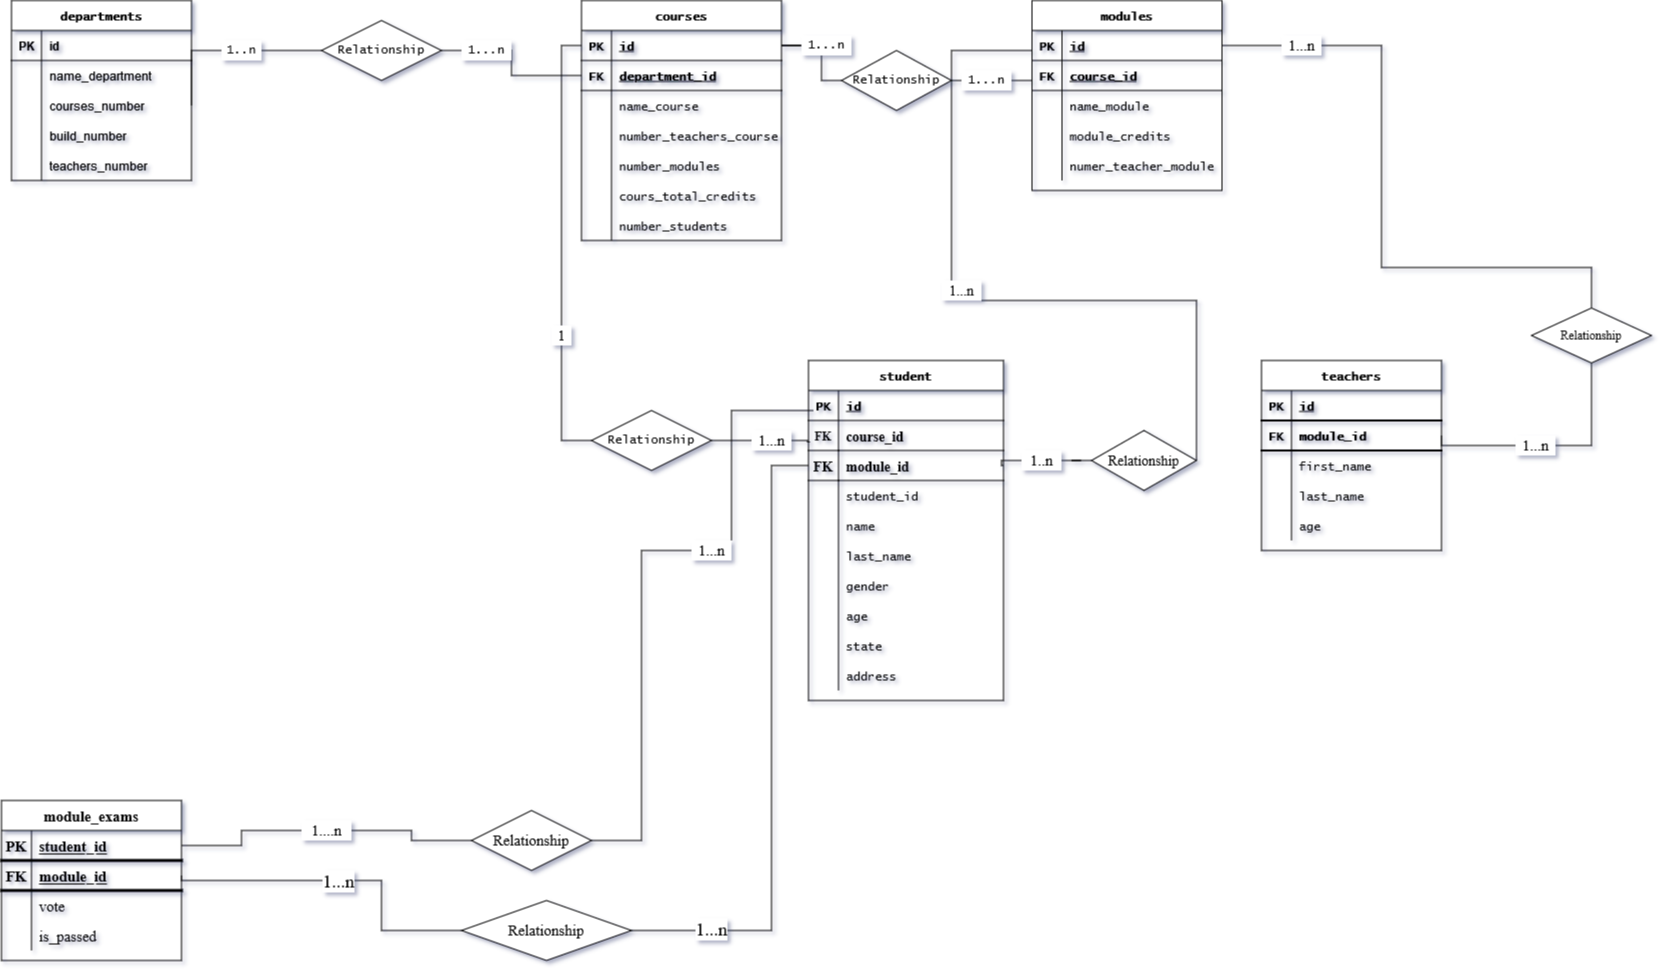 departments
PK id
name_department
courses_number
build_number
teachers_number
1..n
Relationship
1...n
courses
PK id
FK department_id
name_course
number_teachers_course
number_modules
cours_total_credits
number_students
1...n
Relationship
1...n
modules
PK id
FK course_id
name_module
module_credits
numer_teacher_module
1...n
1...n
Relationship
1
Relationship
1...n
student
PK id
FK course_id
FK module_id
student_id
name
last_name
gender
age
state
address
1..n
Relationship
teachers
PK id
FK module_id
first_name
last_name
age
1...n
1...n
module_exams
PK student_id
FK module_id
vote
is_passed
1....n
Relationship
1...n
Relationship
1...n